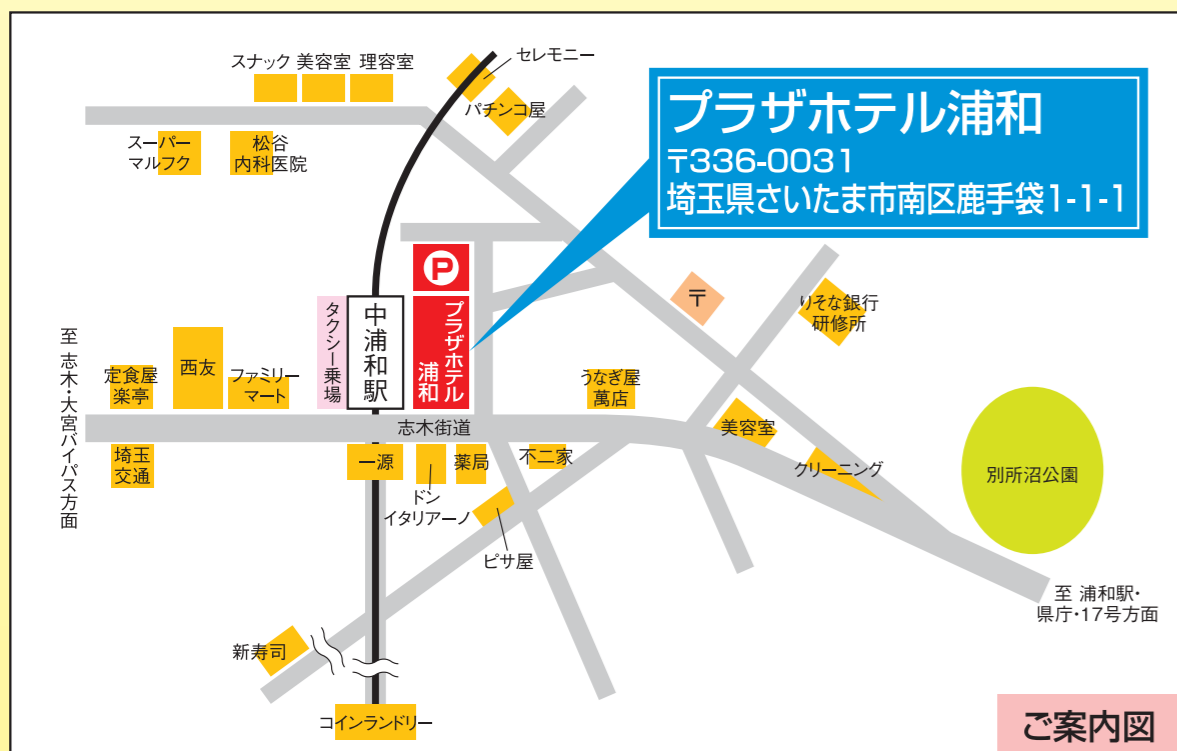 スナック
美容室
理容室
セレモニー
パチンコ屋
スーパー
マルフク
松谷
内科医院
プラザホテル浦和
〒336-0031
埼玉県さいたま市南区鹿手袋1-1-1
P
プラザホテル
浦和
中浦和駅
タクシー乗場
〒
りそな銀行
研修所
至 志木・大宮バイパス方面
定食屋
楽亭
西友
ファミリー
マート
うなぎ屋
萬店
志木街道
美容室
埼玉
交通
一源
ドン
イタリアーノ
薬局
不二家
クリーニング
別所沼公園
ピサ屋
至 浦和駅・
県庁・17号方面
新寿司
コインランドリー
ご案内図